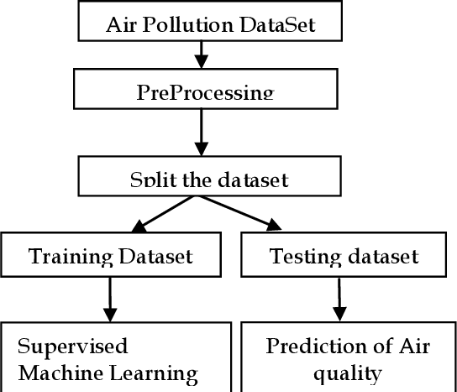 Air Pollution DataSet
PreProcessing
Split the dataset
Training Dataset
Testing dataset
Supervised
Machine Learning
Prediction of Air
quality